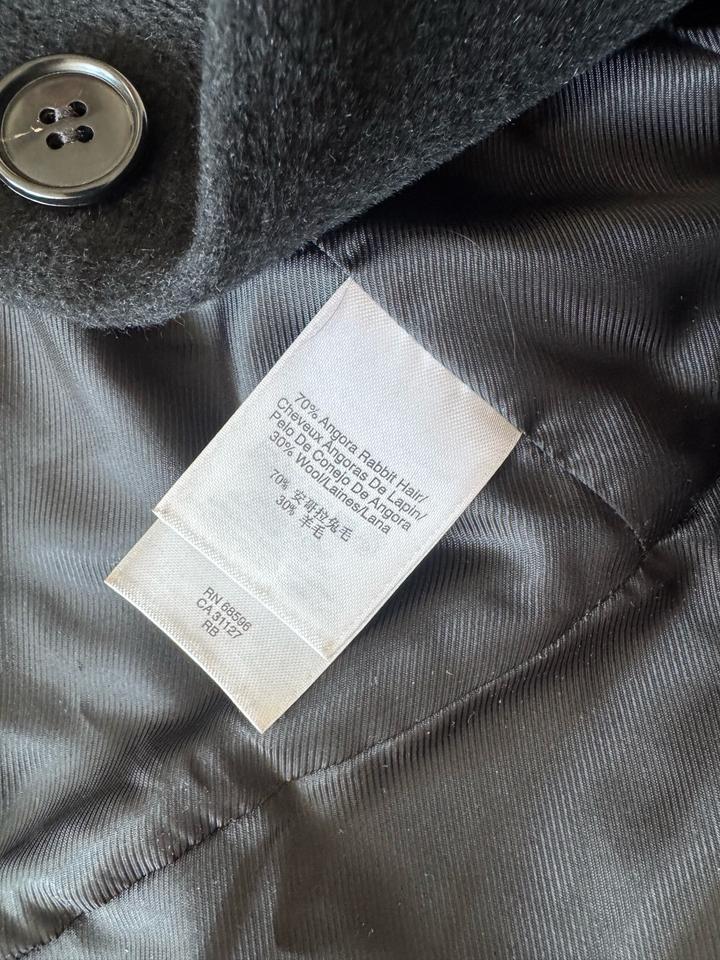 70% Angora Rabbit Hair/
Cheveux Angoras De Lapin/
Pelo De Conejo De Angora
30% Wool/Laines/Lana
70% 安哥拉兔毛
30% 羊毛
RN 68596
CA 31127
RB